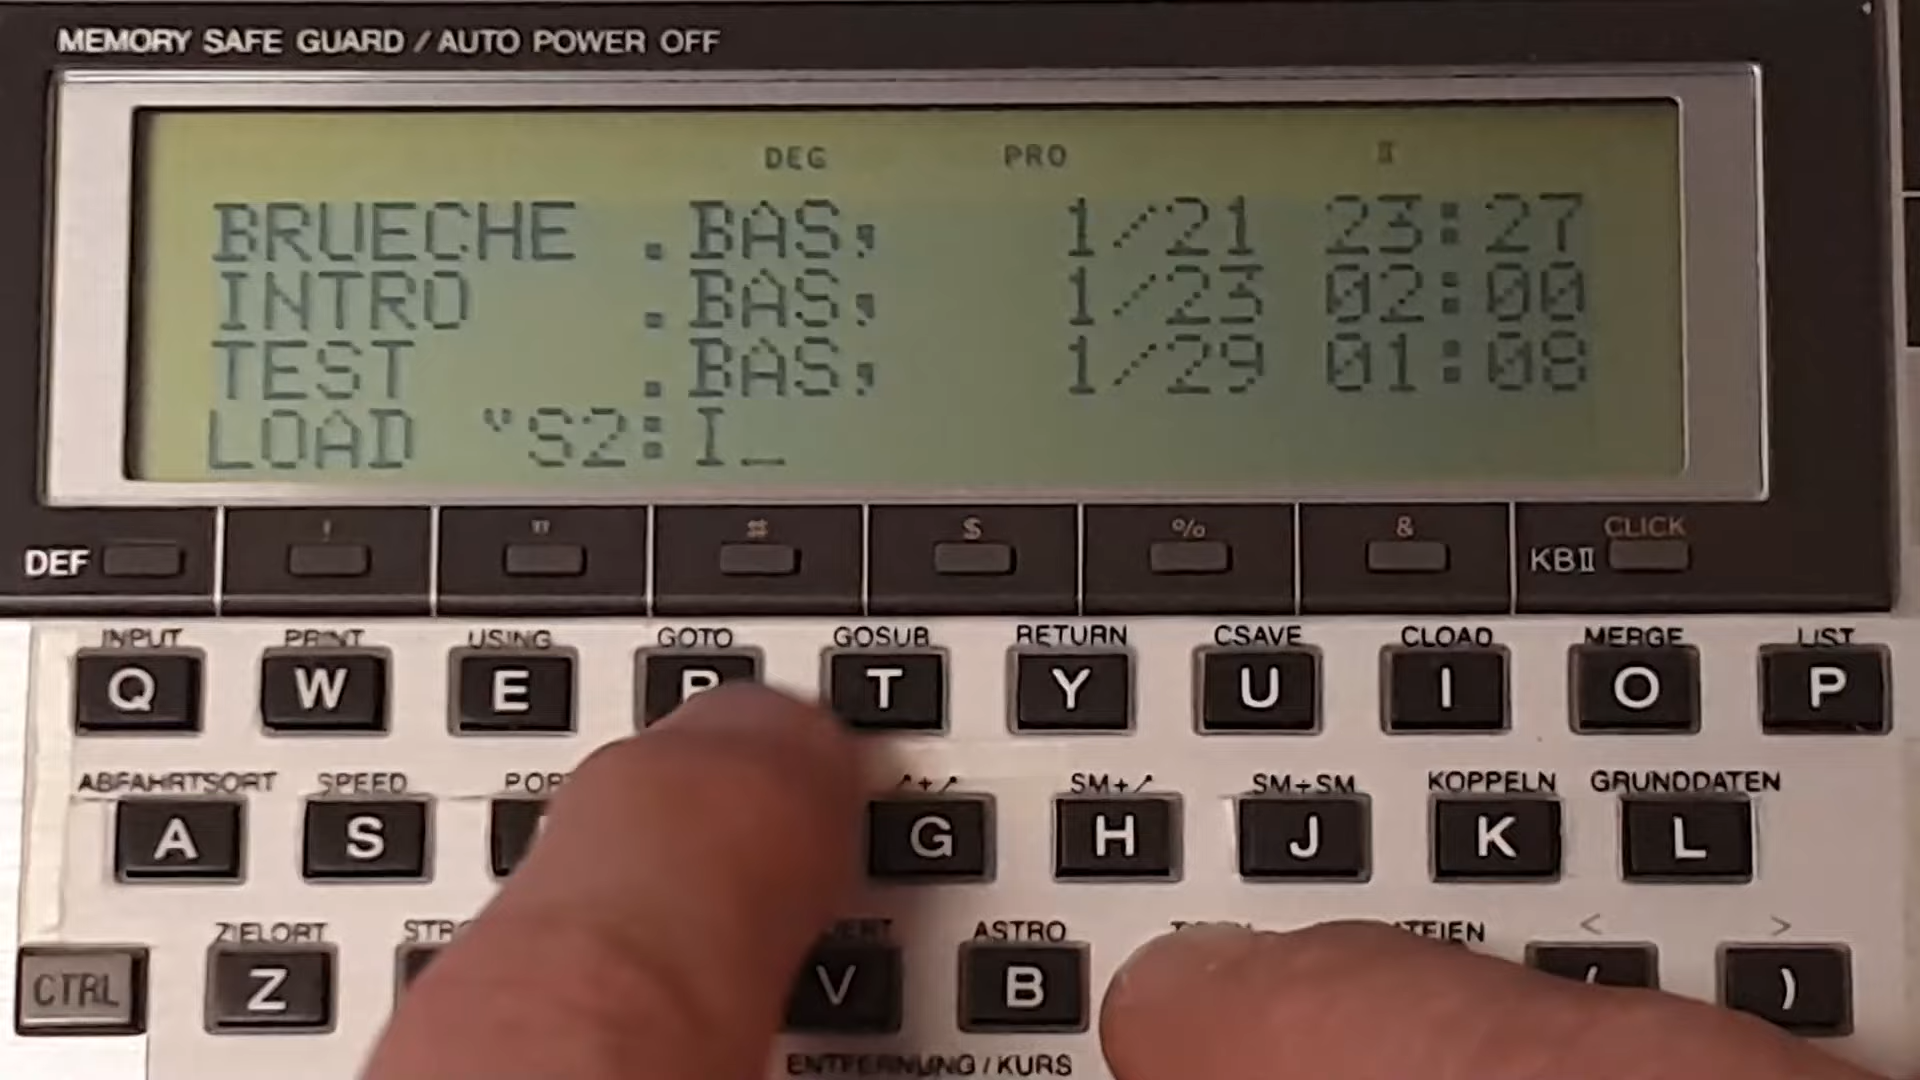 MEMORY SAFE GUARD / AUTO POWER OFF
DEG PRO II
BRUECHE .BAS; 1/21 23:27
INTRO .BAS; 1/23 02:00
TEST .BAS; 1/29 01:08
LOAD "S2:I_
! " # $ % & CLICK
DEF KBII
INPUT PRINT USING GOTO GOSUB RETURN CSAVE CLOAD MERGE LIST
Q W E R T Y U I O P
ABFAHRTSORT SPEED SM+↗ SM÷SM KOPPELN GRUNDDATEN
A S G H J K L
ZIELORT ASTRO < >
CTRL Z V B ( )
ENTFERNUNG / KURS